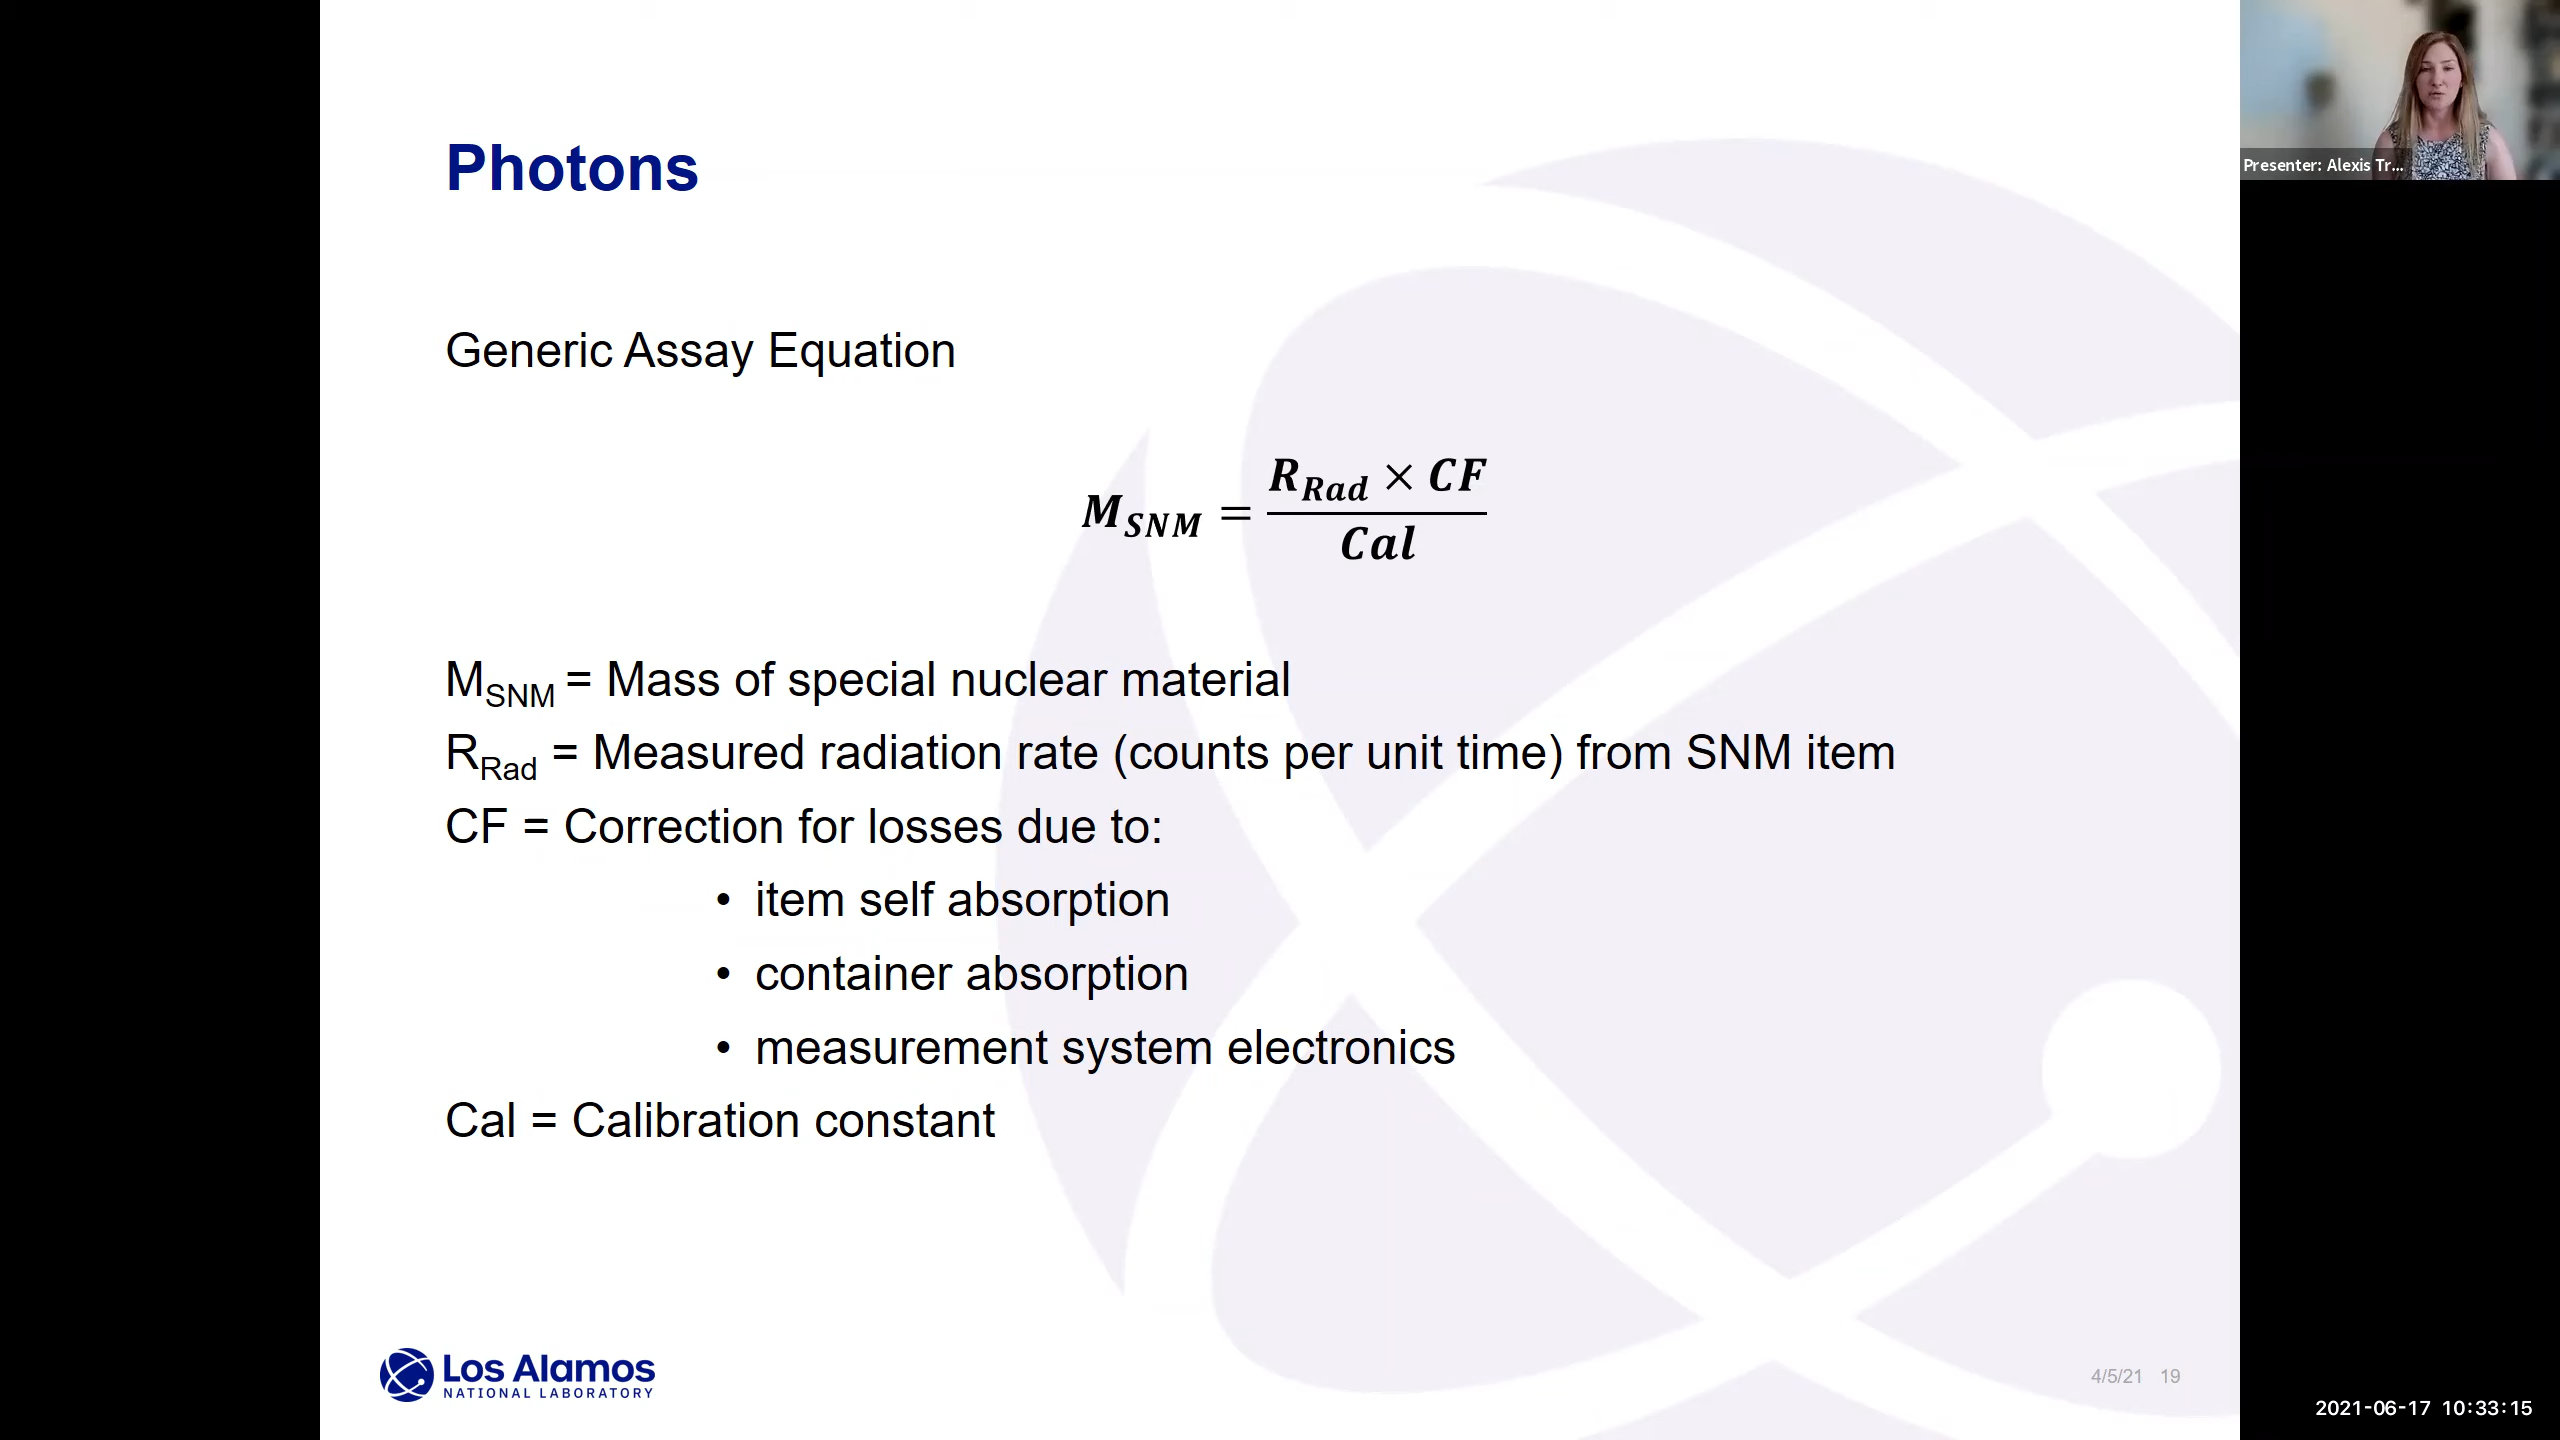 Photons
Presenter: Alexis Tr...
Generic Assay Equation
M_SNM = (R_Rad × CF) / Cal
M_SNM = Mass of special nuclear material
R_Rad = Measured radiation rate (counts per unit time) from SNM item
CF = Correction for losses due to:
• item self absorption
• container absorption
• measurement system electronics
Cal = Calibration constant
Los Alamos
NATIONAL LABORATORY
4/5/21 19
2021-06-17 10:33:15